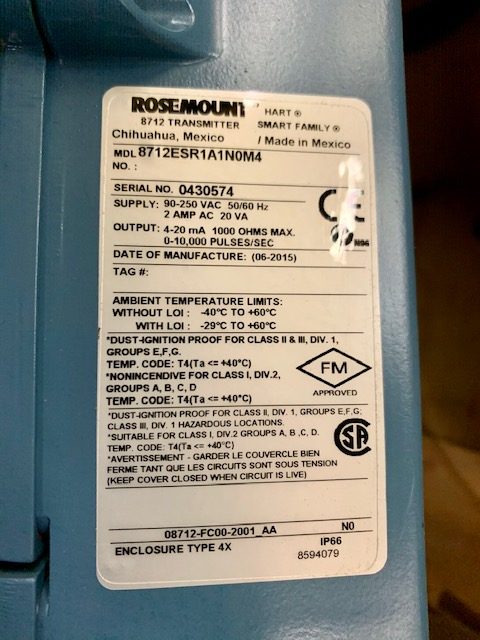 ROSEMOUNT HART ®
8712 TRANSMITTER SMART FAMILY ®
Chihuahua, Mexico / Made in Mexico
MDL 8712ESR1A1N0M4
NO. :
SERIAL NO. 0430574
SUPPLY: 90-250 VAC 50/60 Hz
2 AMP AC 20 VA
CE
OUTPUT: 4-20 mA 1000 OHMS MAX.
0-10,000 PULSES/SEC
N96
DATE OF MANUFACTURE: (06-2015)
TAG #:
AMBIENT TEMPERATURE LIMITS:
WITHOUT LOI : -40°C TO +60°C
WITH LOI : -29°C TO +60°C
*DUST-IGNITION PROOF FOR CLASS II & III, DIV. 1,
GROUPS E,F,G.
TEMP. CODE: T4(Ta <= +40°C)
*NONINCENDIVE FOR CLASS I, DIV.2,
GROUPS A, B, C, D
TEMP. CODE: T4(Ta <= +40°C)
FM
APPROVED
*DUST-IGNITION PROOF FOR CLASS II, DIV. 1, GROUPS E,F,G;
CLASS III, DIV. 1 HAZARDOUS LOCATIONS.
*SUITABLE FOR CLASS I, DIV.2 GROUPS A, B ,C, D.
TEMP. CODE: T4(Ta <= +40°C)
*AVERTISSEMENT - GARDER LE COUVERCLE BIEN
FERME TANT QUE LES CIRCUITS SONT SOUS TENSION
(KEEP COVER CLOSED WHEN CIRCUIT IS LIVE)
SA
08712-FC00-2001_AA N0
ENCLOSURE TYPE 4X IP66
8594079